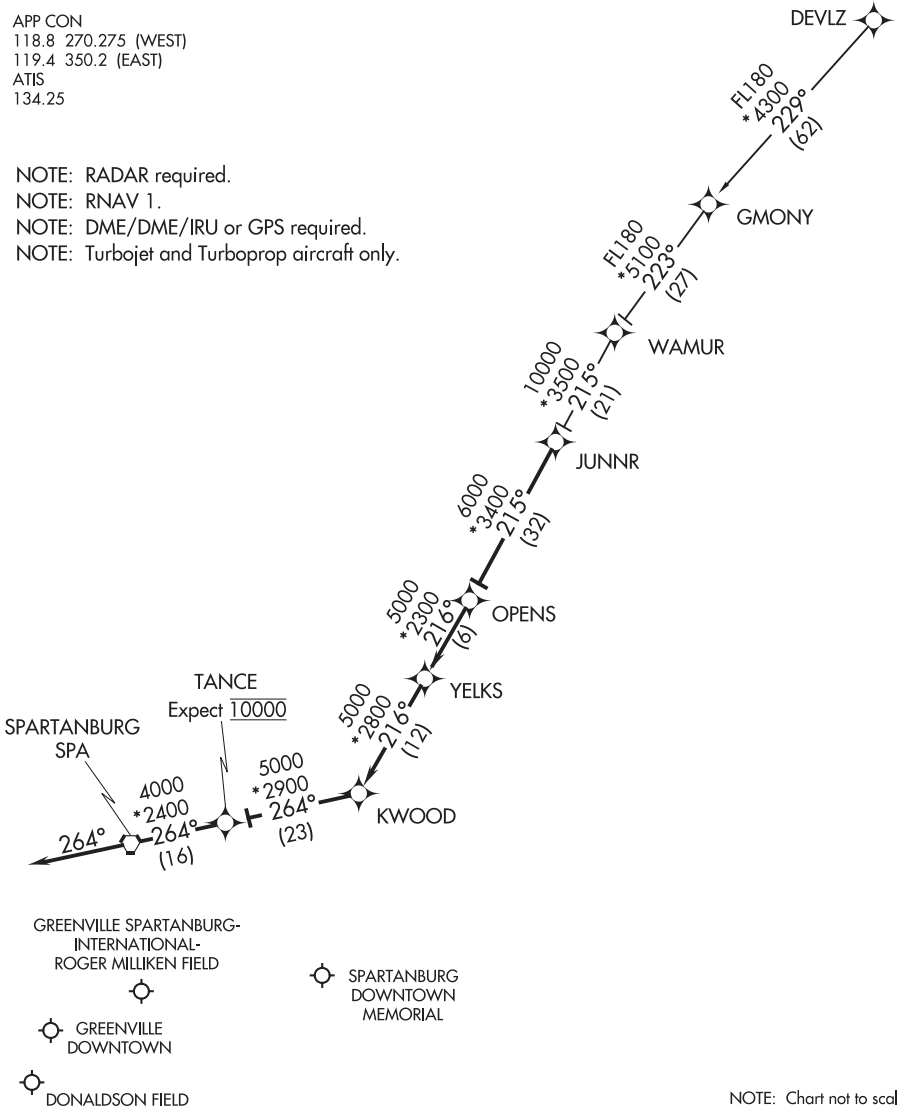 APP CON
118.8 270.275 (WEST)
119.4 350.2 (EAST)
ATIS
134.25
NOTE: RADAR required.
NOTE: RNAV 1.
NOTE: DME/DME/IRU or GPS required.
NOTE: Turbojet and Turboprop aircraft only.
DEVLZ
FL180
*4300
229°
(62)
GMONY
FL180
*5100
223°
(27)
WAMUR
10000
*3500
215°
(21)
JUNNR
6000
*3400
215°
(32)
OPENS
5000
*2300
216°
(6)
YELKS
5000
*2800
216°
(12)
KWOOD
5000
*2900
264°
(23)
TANCE
Expect 10000
4000
*2400
264°
(16)
SPARTANBURG
SPA
264°
GREENVILLE SPARTANBURG-
INTERNATIONAL-
ROGER MILLIKEN FIELD
SPARTANBURG
DOWNTOWN
MEMORIAL
GREENVILLE
DOWNTOWN
DONALDSON FIELD
NOTE: Chart not to scal